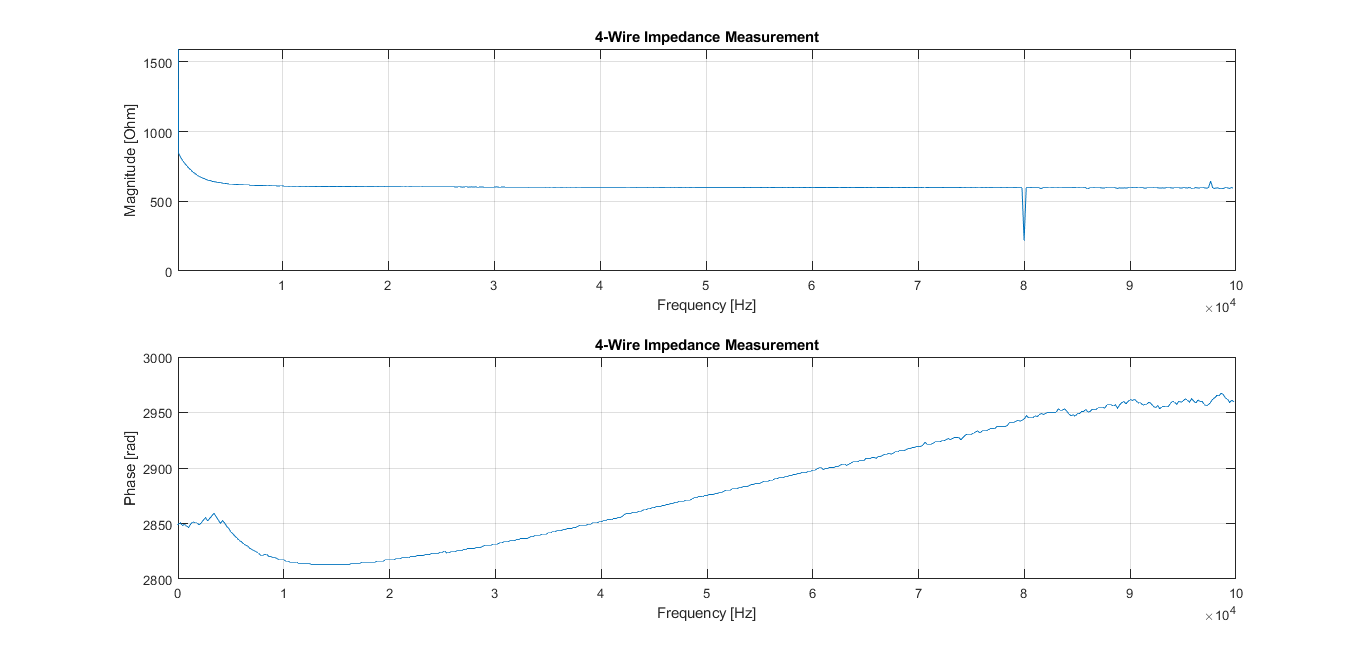 4-Wire Impedance Measurement
1500
1000
500
0
Magnitude [Ohm]
1 2 3 4 5 6 7 8 9 10
Frequency [Hz]
×10^4
4-Wire Impedance Measurement
3000
2950
2900
2850
2800
Phase [rad]
0 1 2 3 4 5 6 7 8 9 10
Frequency [Hz]
×10^4